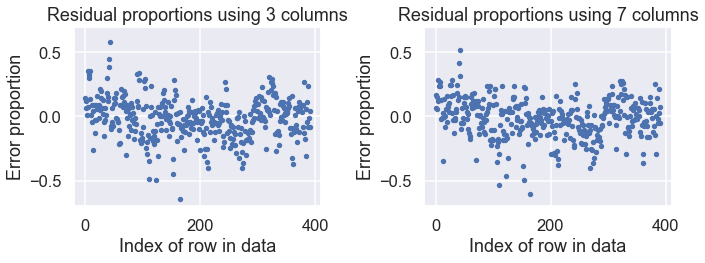 Residual proportions using 3 columns
Error proportion
0.5
0.0
−0.5
0
200
400
Index of row in data
Residual proportions using 7 columns
Error proportion
0.5
0.0
−0.5
0
200
400
Index of row in data